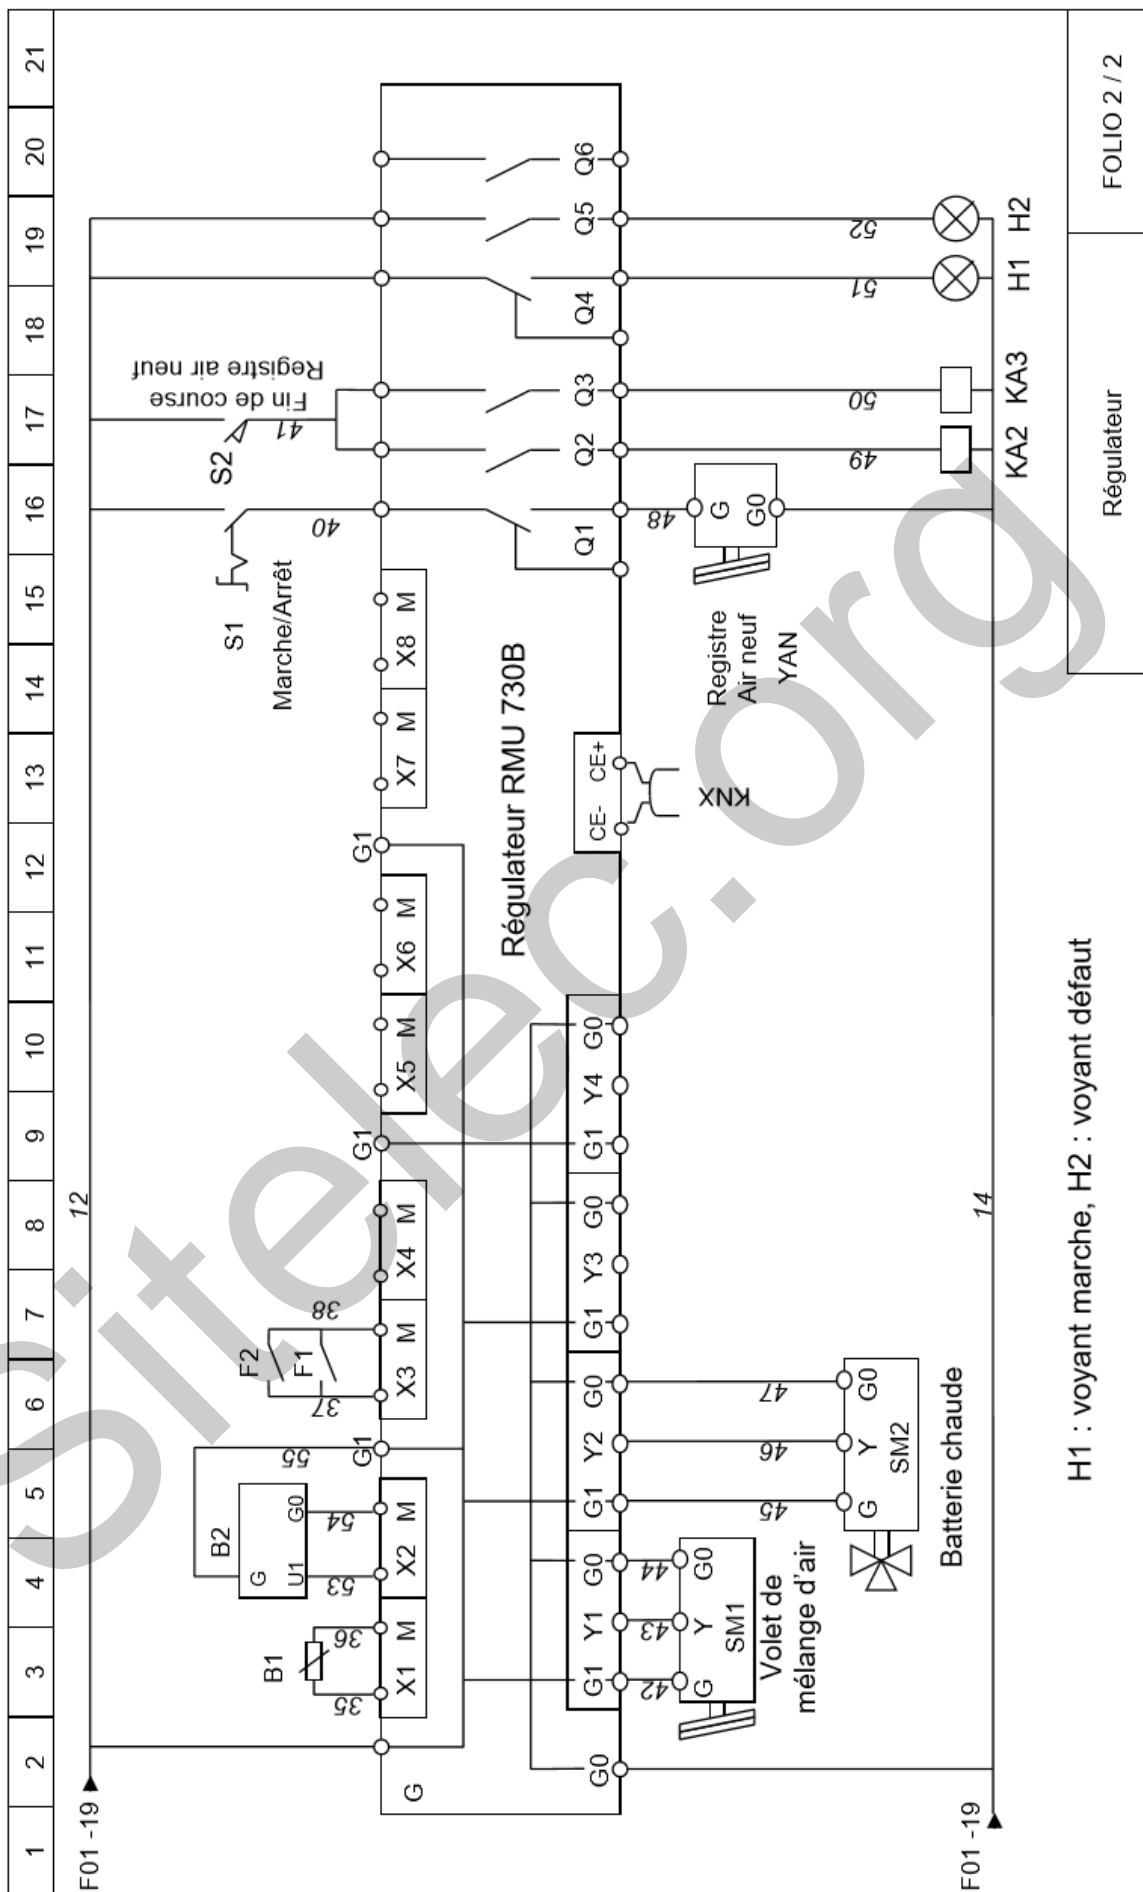 1 2 3 4 5 6 7 8 9 10 11 12 13 14 15 16 17 18 19 20 21
F01 -19
12
B1
35
36
B2
G
U1
G0
53
54
55
F2
F1
37
38
S1
Marche/Arrêt
40
S2
41
Fin de course
Registre air neuf
G
X1 M
X2 M
G1
X3 M
X4 M
G1
X5 M
X6 M
G1
X7 M
X8 M
Régulateur RMU 730B
G0
G1 Y1 G0
G1 Y2 G0
G1 Y3 G0
G1 Y4 G0
CE- CE+
KNX
Q1
Q2
Q3
Q4
Q5
Q6
42
43
44
G Y G0
SM1
Volet de
mélange d'air
45
46
47
G Y G0
SM2
Batterie chaude
48
G
G0
Registre
Air neuf
YAN
49
50
51
52
KA2
KA3
H1
H2
F01 -19
14
H1 : voyant marche, H2 : voyant défaut
Régulateur
FOLIO 2 / 2
Sitelec.org